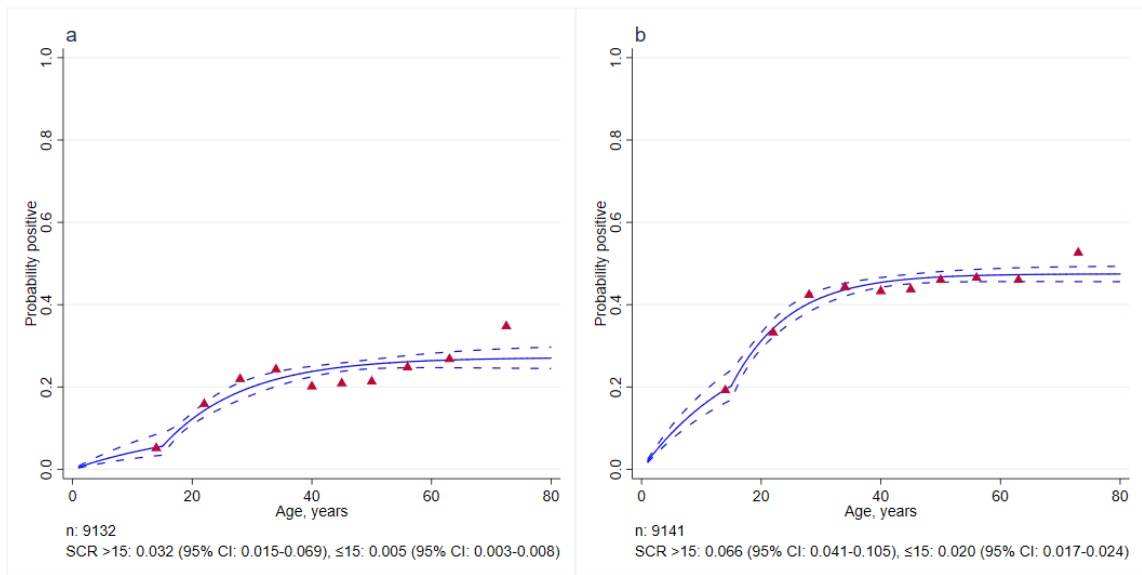 a
1.0
0.8
0.6
0.4
0.2
0.0
Probability positive
0 20 40 60 80
Age, years
n: 9132
SCR >15: 0.032 (95% CI: 0.015-0.069), ≤15: 0.005 (95% CI: 0.003-0.008)
b
1.0
0.8
0.6
0.4
0.2
0.0
Probability positive
0 20 40 60 80
Age, years
n: 9141
SCR >15: 0.066 (95% CI: 0.041-0.105), ≤15: 0.020 (95% CI: 0.017-0.024)